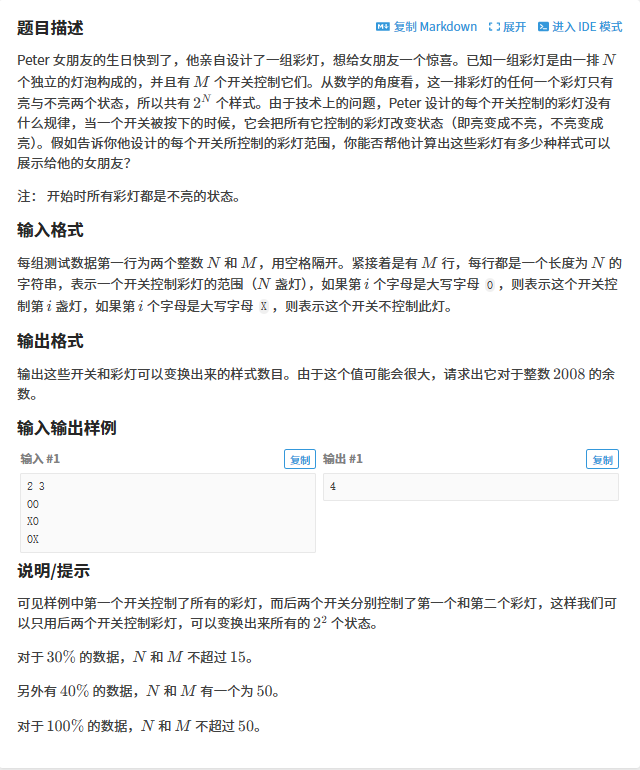 题目描述
复制 Markdown 展开 进入 IDE 模式
Peter 女朋友的生日快到了，他亲自设计了一组彩灯，想给女朋友一个惊喜。已知一组彩灯是由一排 N
个独立的灯泡构成的，并且有 M 个开关控制它们。从数学的角度看，这一排彩灯的任何一个彩灯只有
亮与不亮两个状态，所以共有 2^N 个样式。由于技术上的问题，Peter 设计的每个开关控制的彩灯没有
什么规律，当一个开关被按下的时候，它会把所有它控制的彩灯改变状态（即亮变成不亮，不亮变成
亮）。假如告诉你他设计的每个开关所控制的彩灯范围，你能否帮他计算出这些彩灯有多少种样式可以
展示给他的女朋友？
注： 开始时所有彩灯都是不亮的状态。
输入格式
每组测试数据第一行为两个整数 N 和 M，用空格隔开。紧接着是有 M 行，每行都是一个长度为 N 的
字符串，表示一个开关控制彩灯的范围（N 盏灯），如果第 i 个字母是大写字母 O ，则表示这个开关控
制第 i 盏灯，如果第 i 个字母是大写字母 X ，则表示这个开关不控制此灯。
输出格式
输出这些开关和彩灯可以变换出来的样式数目。由于这个值可能会很大，请求出它对于整数 2008 的余
数。
输入输出样例
输入 #1 复制 输出 #1 复制
2 3
OO
XO
OX
4
说明/提示
可见样例中第一个开关控制了所有的彩灯，而后两个开关分别控制了第一个和第二个彩灯，这样我们可
以只用后两个开关控制彩灯，可以变换出来所有的 2^2 个状态。
对于 30% 的数据，N 和 M 不超过 15。
另外有 40% 的数据，N 和 M 有一个为 50。
对于 100% 的数据，N 和 M 不超过 50。